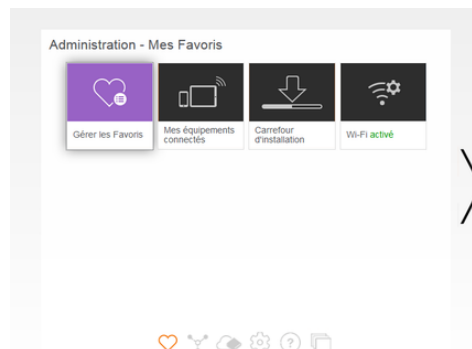 Administration - Mes Favoris
Gérer les Favoris
Mes équipements
connectés
Carrefour
d'installation
Wi-Fi activé